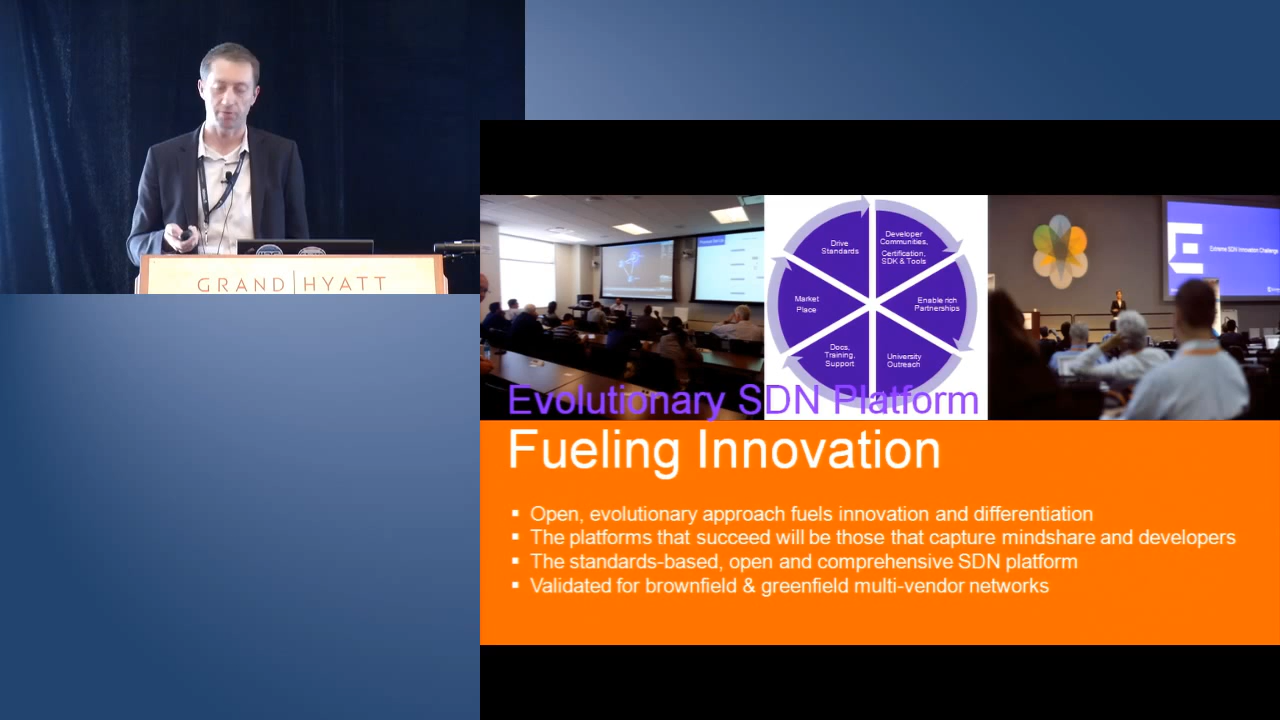 GRAND HYATT
Drive
Standards
Developer
Communities,
Certification,
SDK & Tools
Market
Place
Enable rich
Partnerships
Docs,
Training,
Support
University
Outreach
Extreme SDN Innovation Challenge
Evolutionary SDN Platform
Fueling Innovation
▪ Open, evolutionary approach fuels innovation and differentiation
▪ The platforms that succeed will be those that capture mindshare and developers
▪ The standards-based, open and comprehensive SDN platform
▪ Validated for brownfield & greenfield multi-vendor networks